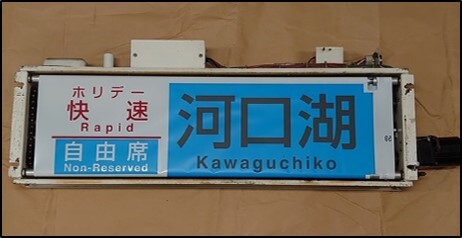 ホリデー
快速
Rapid
自由席
Non-Reserved
河口湖
Kawaguchiko